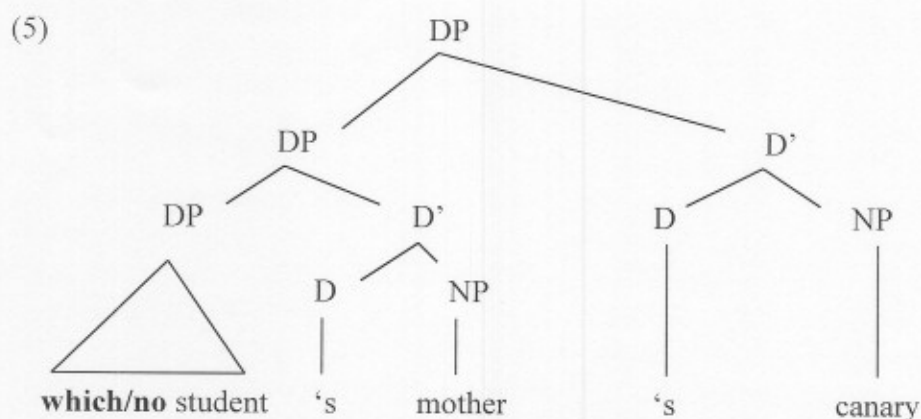 (5)
DP
DP D’
DP D’ D NP
D NP
which/no student ‘s mother ‘s canary